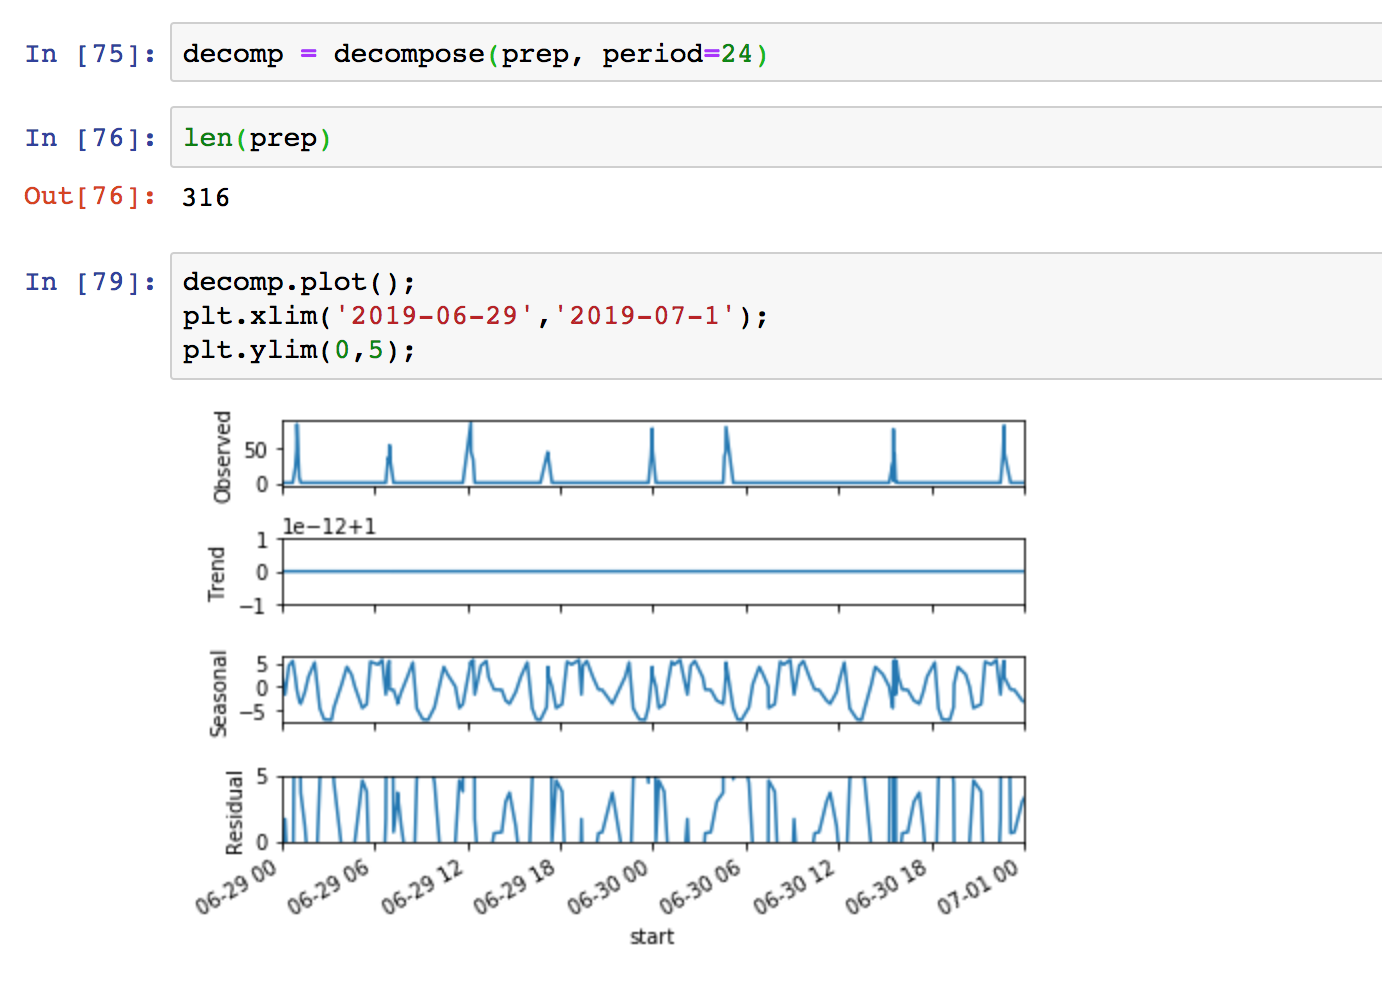 In [75]: decomp = decompose(prep, period=24)
In [76]: len(prep)
Out[76]: 316
In [79]: decomp.plot();
plt.xlim('2019-06-29','2019-07-1');
plt.ylim(0,5);
Observed
50
0
1e−12+1
Trend
1
0
−1
Seasonal
5
0
−5
Residual
5
0
06-29 00 06-29 06 06-29 12 06-29 18 06-30 00 06-30 06 06-30 12 06-30 18 07-01 00
start